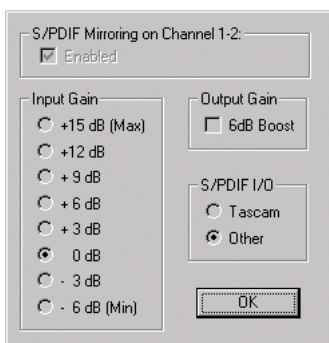 S/PDIF Mirroring on Channel 1-2:
Enabled
Input Gain
+15 dB (Max)
+12 dB
+ 9 dB
+ 6 dB
+ 3 dB
0 dB
- 3 dB
- 6 dB (Min)
Output Gain
6dB Boost
S/PDIF I/O
Tascam
Other
OK